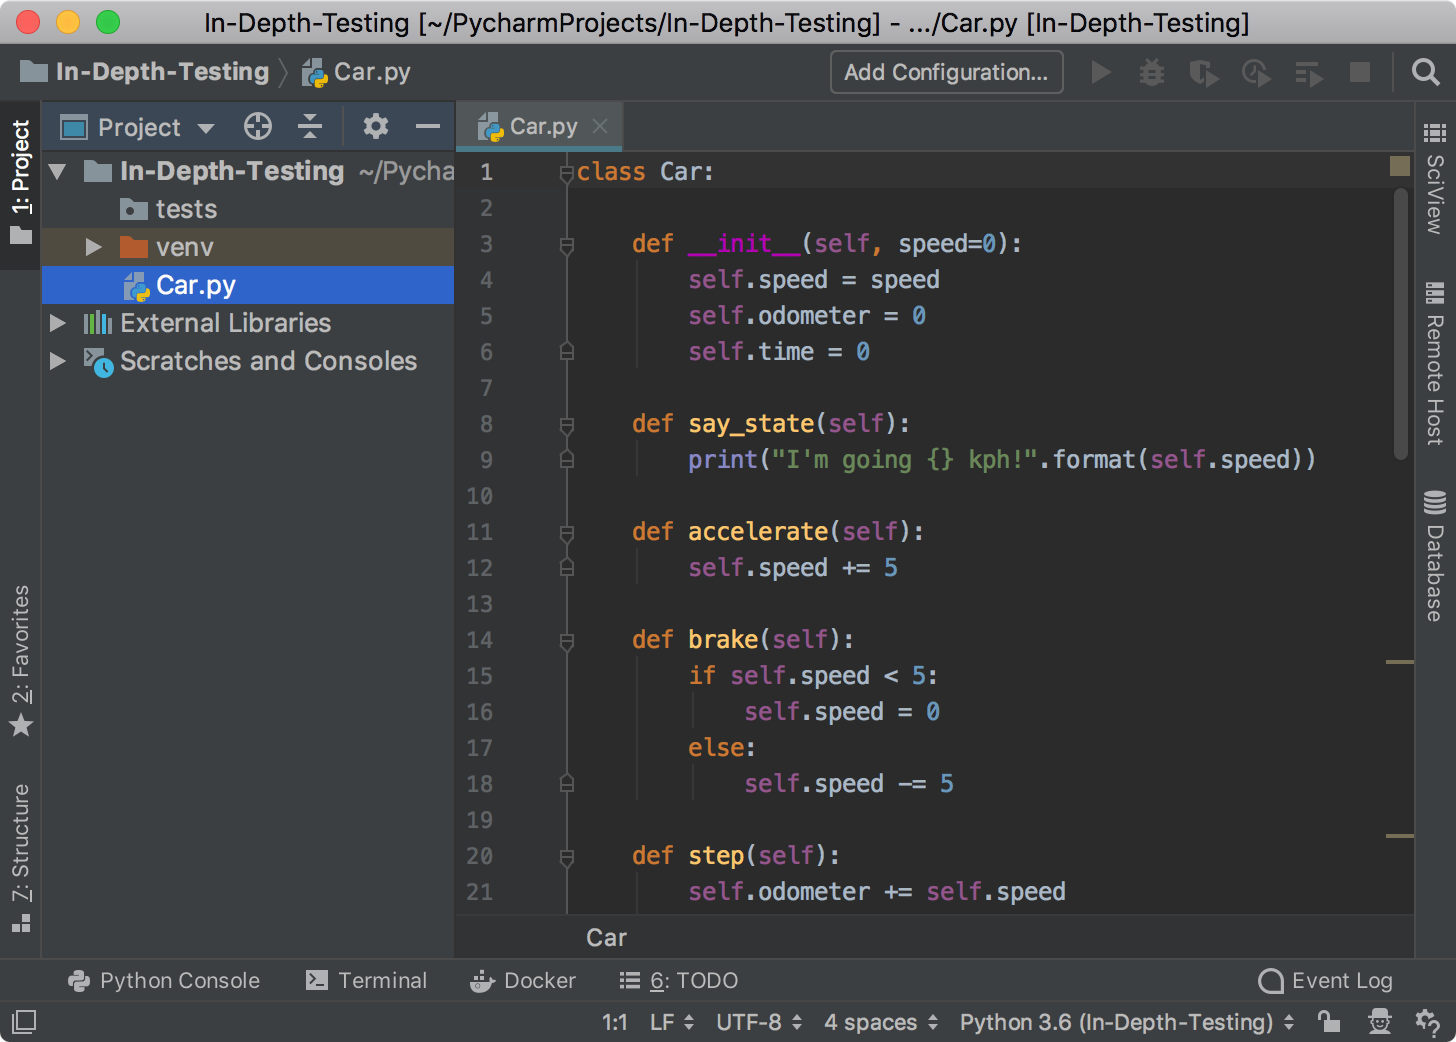 In-Depth-Testing [~/PycharmProjects/In-Depth-Testing] - .../Car.py [In-Depth-Testing]
In-Depth-Testing Car.py Add Configuration...
1: Project
2: Favorites
7: Structure
Project
In-Depth-Testing ~/Pycha
tests
venv
Car.py
External Libraries
Scratches and Consoles
Car.py
1 class Car:
2
3     def __init__(self, speed=0):
4         self.speed = speed
5         self.odometer = 0
6         self.time = 0
7
8     def say_state(self):
9         print("I'm going {} kph!".format(self.speed))
10
11     def accelerate(self):
12         self.speed += 5
13
14     def brake(self):
15         if self.speed < 5:
16             self.speed = 0
17         else:
18             self.speed -= 5
19
20     def step(self):
21         self.odometer += self.speed
Car
SciView
Remote Host
Database
Python Console Terminal Docker 6: TODO Event Log
1:1 LF UTF-8 4 spaces Python 3.6 (In-Depth-Testing)